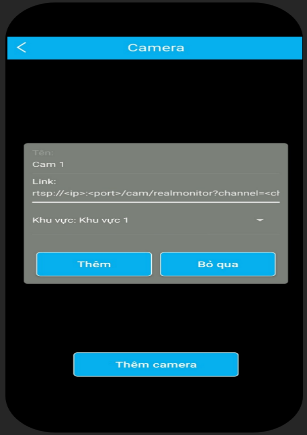 Camera
Tên:
Cam 1
Link:
rtsp://<ip>:<port>/cam/realmonitor?channel=<ch
Khu vực: Khu vực 1
Thêm
Bỏ qua
Thêm camera